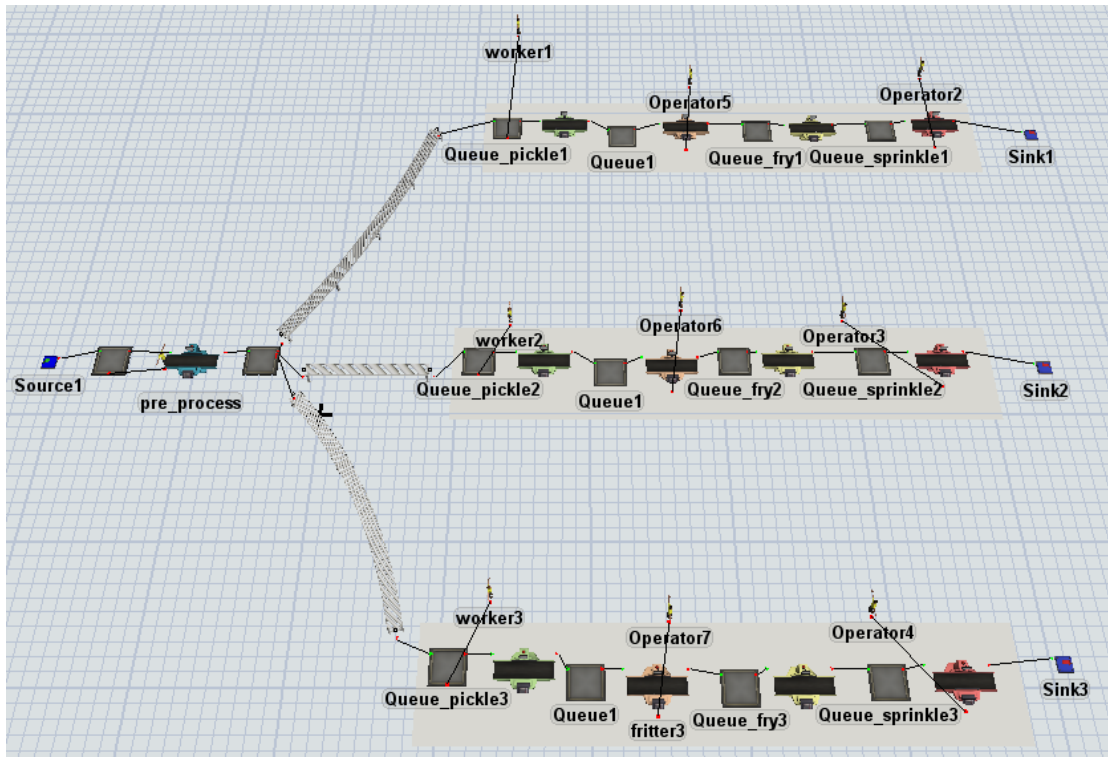 worker1
Operator5
Operator2
Queue_pickle1
Queue1
Queue_fry1
Queue_sprinkle1
Sink1
Source1
pre_process
worker2
Operator6
Operator3
Queue_pickle2
Queue1
Queue_fry2
Queue_sprinkle2
Sink2
worker3
Operator7
Operator4
Queue_pickle3
Queue1
fritter3
Queue_fry3
Queue_sprinkle3
Sink3